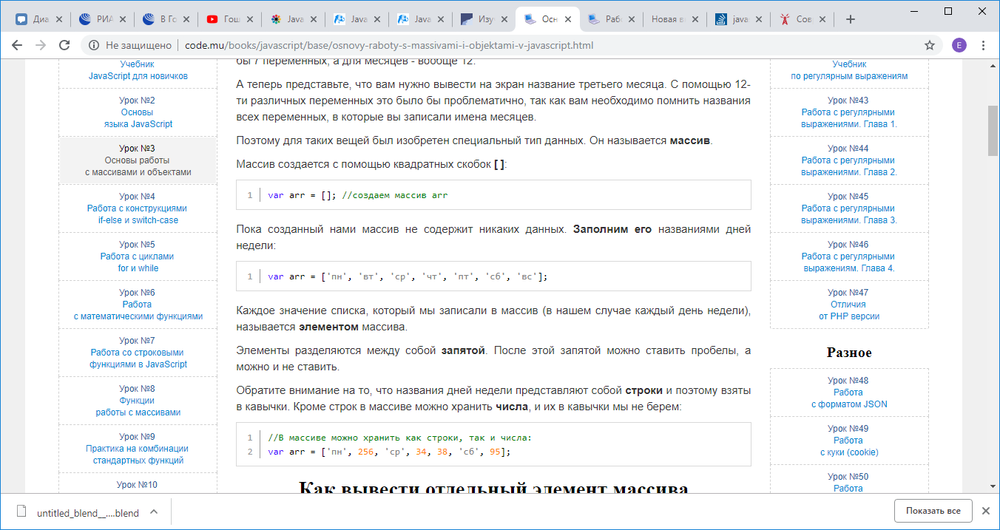 Диа
РИА
В Го
Гош
Java
Java
Java
Изу
Осн
Рабо
Новая в
java
Сов
Не защищено
code.mu/books/javascript/base/osnovy-raboty-s-massivami-i-objektami-v-javascript.html
E
Учебник
JavaScript для новичков
Урок №2
Основы
языка JavaScript
Урок №3
Основы работы
с массивами и объектами
Урок №4
Работа с конструкциями
if-else и switch-case
Урок №5
Работа с циклами
for и while
Урок №6
Работа
с математическими функциями
Урок №7
Работа со строковыми
функциями в JavaScript
Урок №8
Функции
работы с массивами
Урок №9
Практика на комбинации
стандартных функций
Урок №10
бы 7 переменных, а для месяцев - вообще 12.
А теперь представьте, что вам нужно вывести на экран название третьего месяца. С помощью 12-
ти различных переменных это было бы проблематично, так как вам необходимо помнить названия
всех переменных, в которые вы записали имена месяцев.
Поэтому для таких вещей был изобретен специальный тип данных. Он называется массив.
Массив создается с помощью квадратных скобок [ ]:
1 var arr = []; //создаем массив arr
Пока созданный нами массив не содержит никаких данных. Заполним его названиями дней
недели:
1 var arr = ['пн', 'вт', 'ср', 'чт', 'пт', 'сб', 'вс'];
Каждое значение списка, который мы записали в массив (в нашем случае каждый день недели),
называется элементом массива.
Элементы разделяются между собой запятой. После этой запятой можно ставить пробелы, а
можно и не ставить.
Обратите внимание на то, что названия дней недели представляют собой строки и поэтому взяты
в кавычки. Кроме строк в массиве можно хранить числа, и их в кавычки мы не берем:
1 //В массиве можно хранить как строки, так и числа:
2 var arr = ['пн', 256, 'ср', 34, 38, 'сб', 95];
Как вывести отдельный элемент массива
Учебник
по регулярным выражениям
Урок №43
Работа с регулярными
выражениями. Глава 1.
Урок №44
Работа с регулярными
выражениями. Глава 2.
Урок №45
Работа с регулярными
выражениями. Глава 3.
Урок №46
Работа с регулярными
выражениям. Глава 4.
Урок №47
Отличия
от PHP версии
Разное
Урок №48
Работа
с форматом JSON
Урок №49
Работа
с куки (cookie)
Урок №50
Работа
untitled_blend__....blend
Показать все